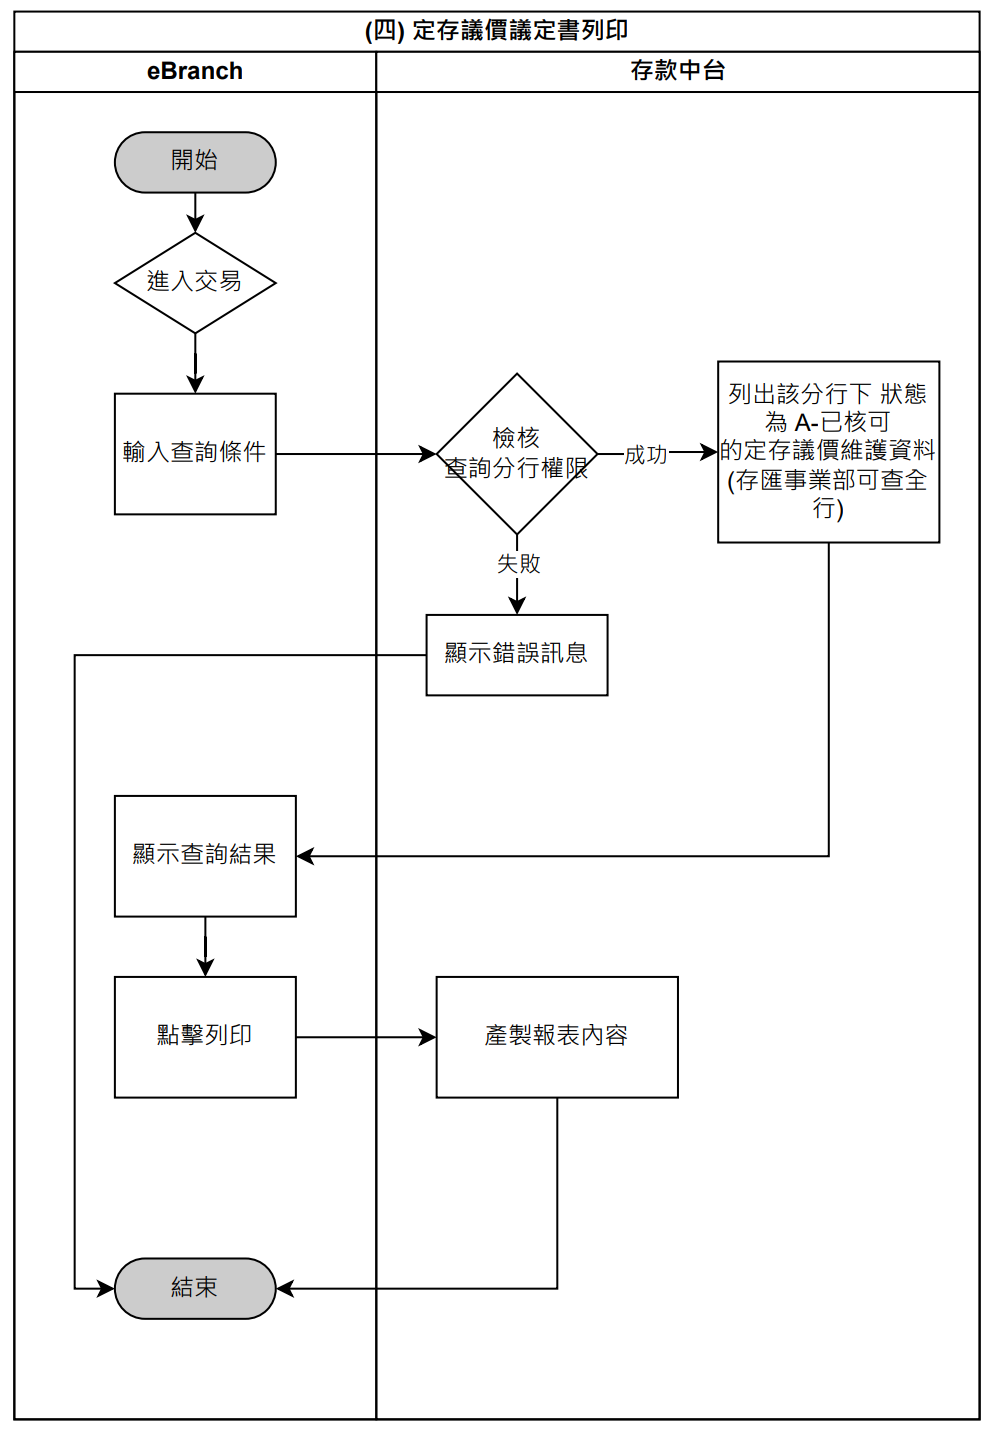 (四) 定存議價議定書列印
eBranch
存款中台
開始
進入交易
輸入查詢條件
檢核
查詢分行權限
成功
列出該分行下 狀態
為 A-已核可
的定存議價維護資料
(存匯事業部可查全
行)
失敗
顯示錯誤訊息
顯示查詢結果
點擊列印
產製報表內容
結束